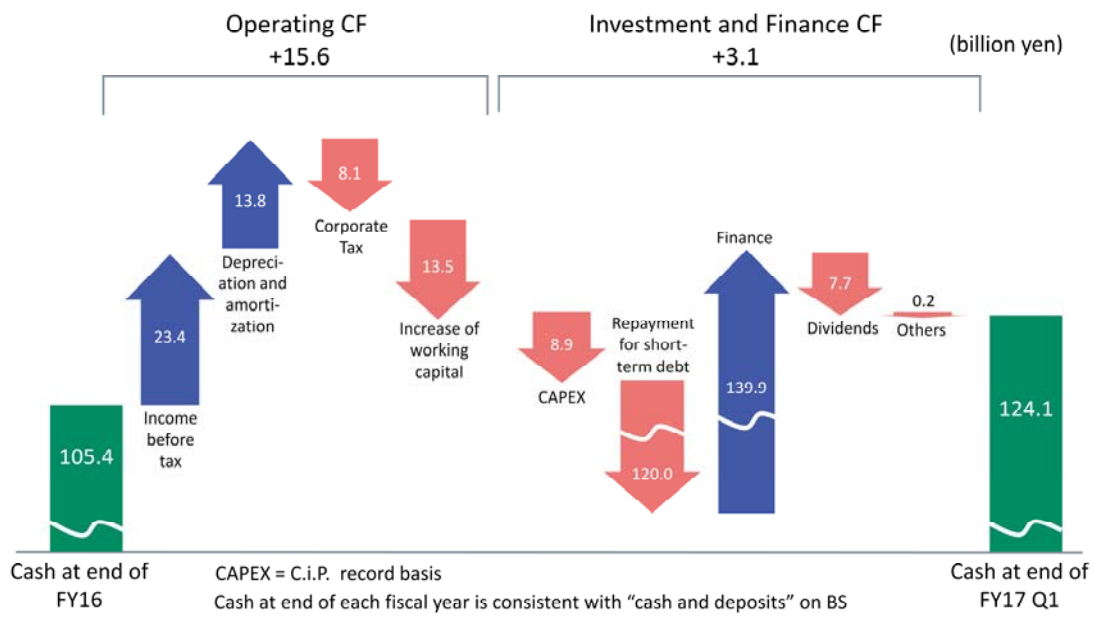 Operating CF
+15.6
Investment and Finance CF
+3.1
(billion yen)
105.4
Cash at end of
FY16
23.4
Income
before
tax
13.8
Depreci-
ation and
amorti-
zation
8.1
Corporate
Tax
13.5
Increase of
working
capital
8.9
CAPEX
Repayment
for short-
term debt
120.0
Finance
139.9
7.7
Dividends
0.2
Others
124.1
Cash at end of
FY17 Q1
CAPEX = C.i.P. record basis
Cash at end of each fiscal year is consistent with “cash and deposits” on BS